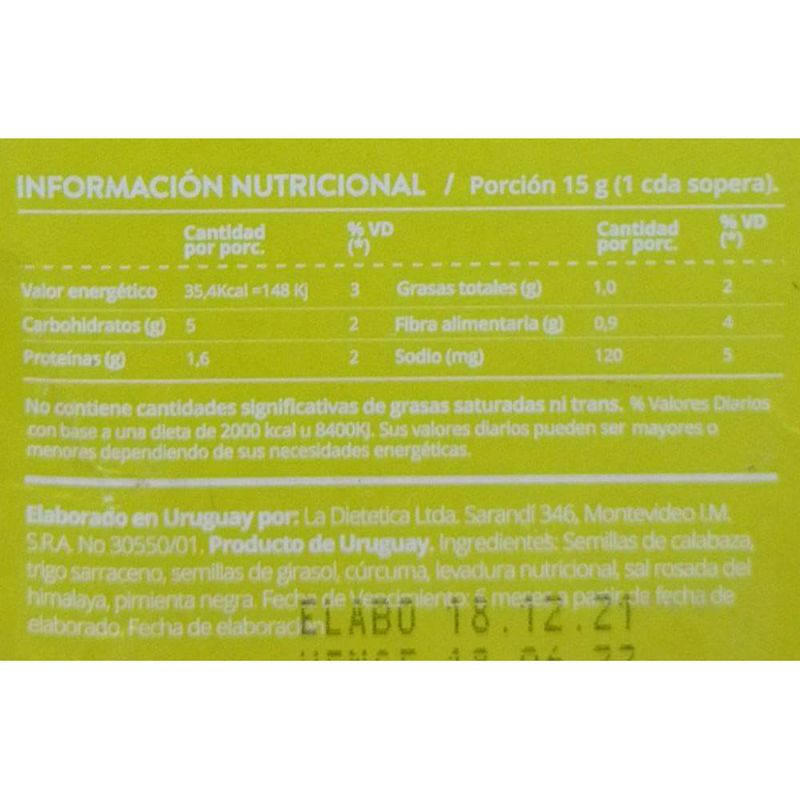 INFORMACIÓN NUTRICIONAL / Porción 15 g (1 cda sopera).
Cantidad por porc. % VD (*) Cantidad por porc. % VD (*)
Valor energético 35,4Kcal =148 Kj 3 Grasas totales (g) 1,0 2
Carbohidratos (g) 5 2 Fibra alimentaria (g) 0,9 4
Proteínas (g) 1,6 2 Sodio (mg) 120 5
No contiene cantidades significativas de grasas saturadas ni trans. % Valores Diarios
con base a una dieta de 2000 kcal u 8400KJ. Sus valores diarios pueden ser mayores o
menores dependiendo de sus necesidades energéticas.
Elaborado en Uruguay por: La Dietetica Ltda. Sarandí 346, Montevideo I.M.
S.R.A. No 30550/01. Producto de Uruguay. Ingredientes: Semillas de calabaza,
trigo sarraceno, semillas de girasol, cúrcuma, levadura nutricional, sal rosada del
himalaya, pimienta negra. Fecha de Vencimiento: 6 meses a partir de fecha de
elaborado. Fecha de elaboración
ELABO 18.12.21
VENCE 18 06 22